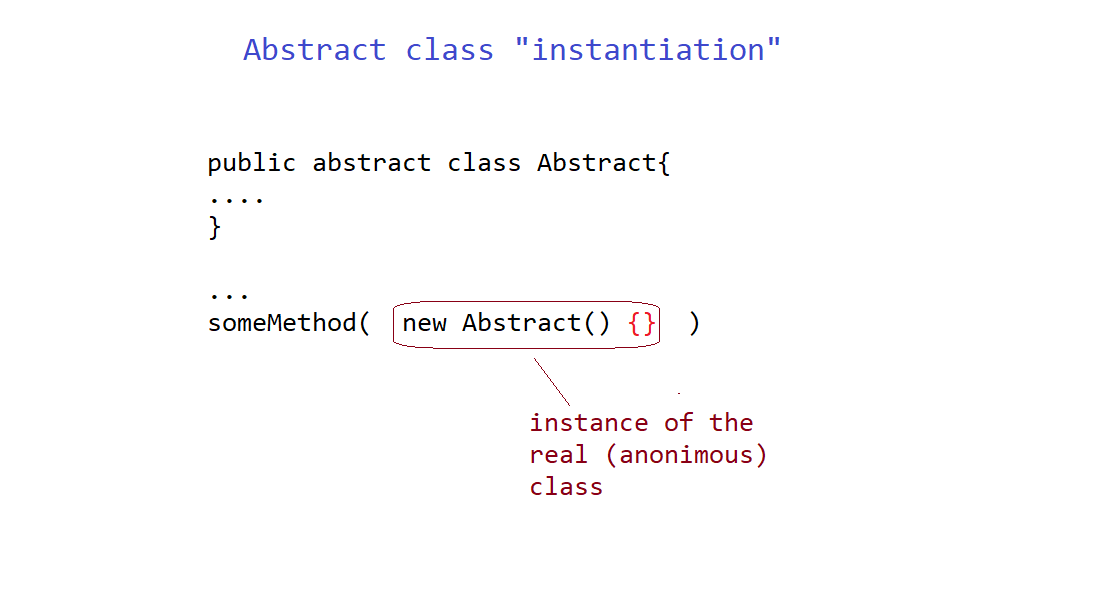 Abstract class "instantiation"
public abstract class Abstract{
....
}
...
someMethod( new Abstract() {} )
instance of the
real (anonimous)
class